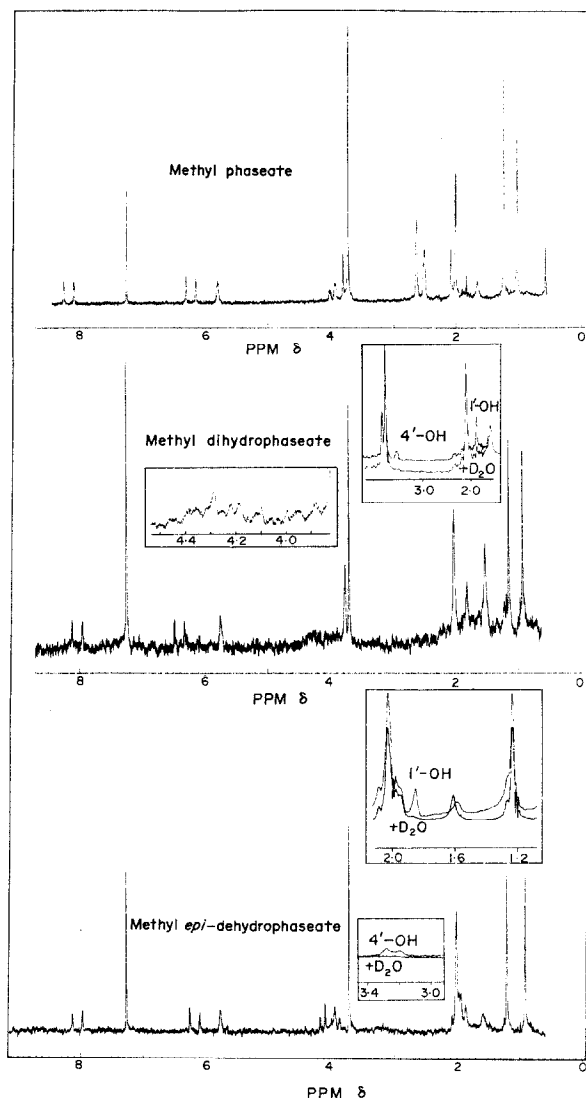 Methyl phaseate
8 6 4 2 0
PPM δ
Methyl dihydrophaseate
4·4 4·2 4·0
4'-OH
1'-OH
+D₂O
3·0 2·0
8 6 4 2 0
PPM δ
1'-OH
+D₂O
2·0 1·6 1·2
Methyl epi-dehydrophaseate
4'-OH
+D₂O
3·4 3·0
8 6 4 2 0
PPM δ